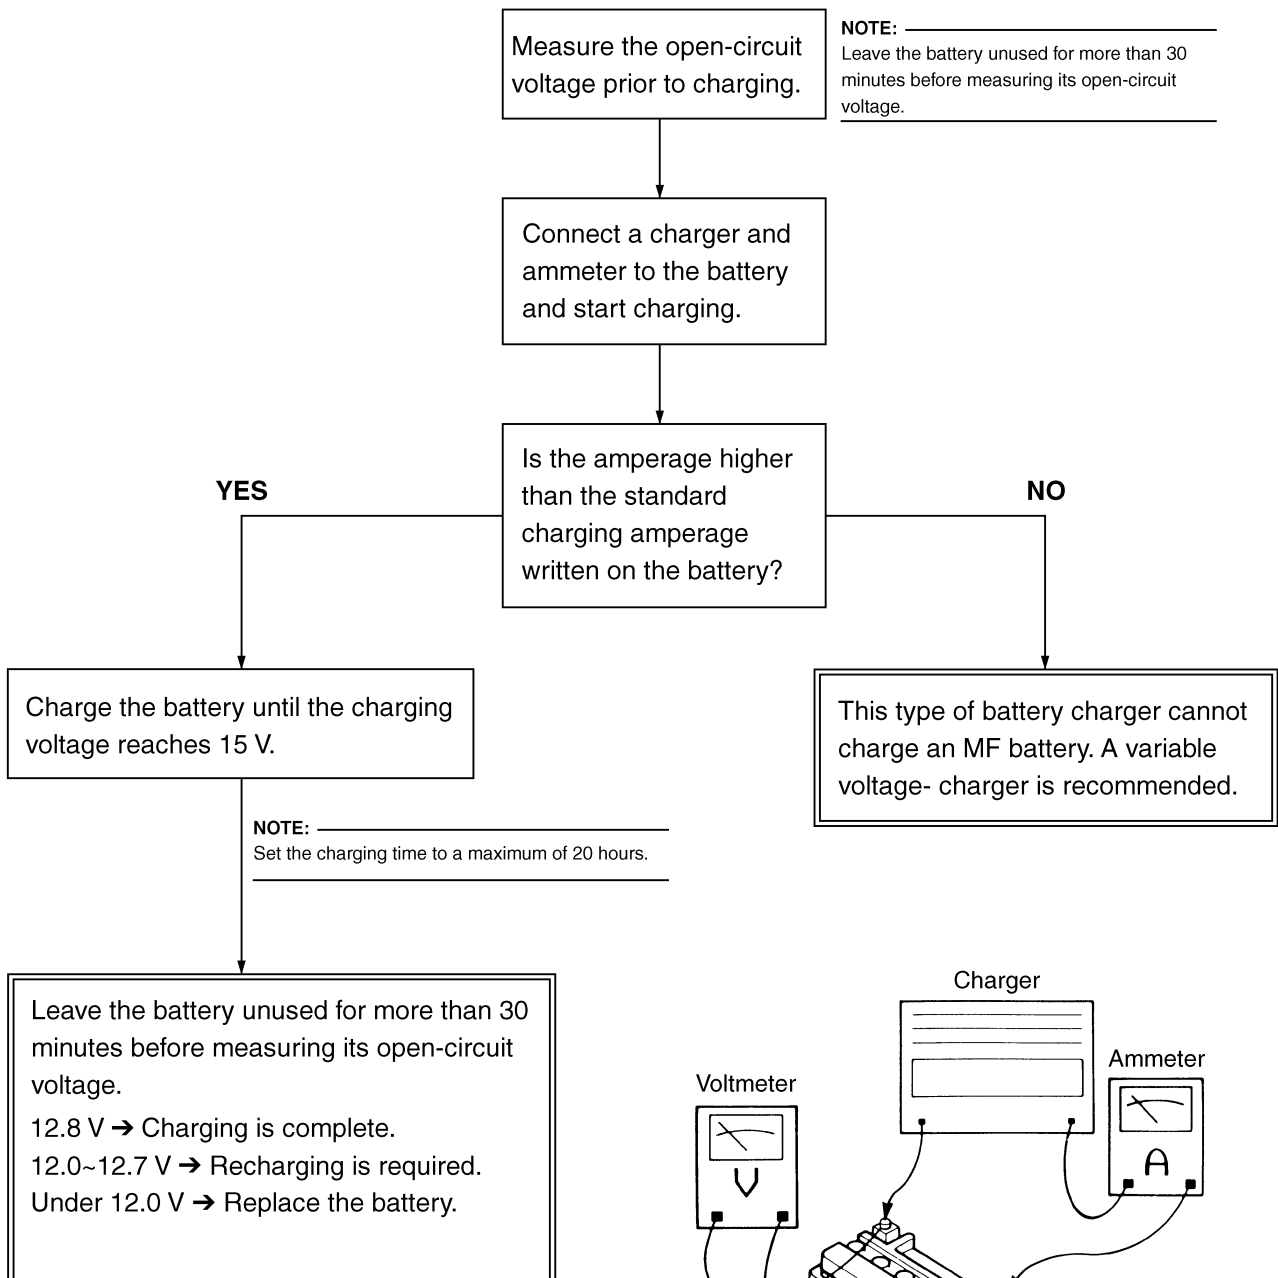 Measure the open-circuit
voltage prior to charging.
NOTE:
Leave the battery unused for more than 30
minutes before measuring its open-circuit
voltage.
Connect a charger and
ammeter to the battery
and start charging.
Is the amperage higher
than the standard
charging amperage
written on the battery?
YES
NO
Charge the battery until the charging
voltage reaches 15 V.
This type of battery charger cannot
charge an MF battery. A variable
voltage- charger is recommended.
NOTE:
Set the charging time to a maximum of 20 hours.
Leave the battery unused for more than 30
minutes before measuring its open-circuit
voltage.
12.8 V ➔ Charging is complete.
12.0~12.7 V ➔ Recharging is required.
Under 12.0 V ➔ Replace the battery.
Charger
Ammeter
Voltmeter
V
A